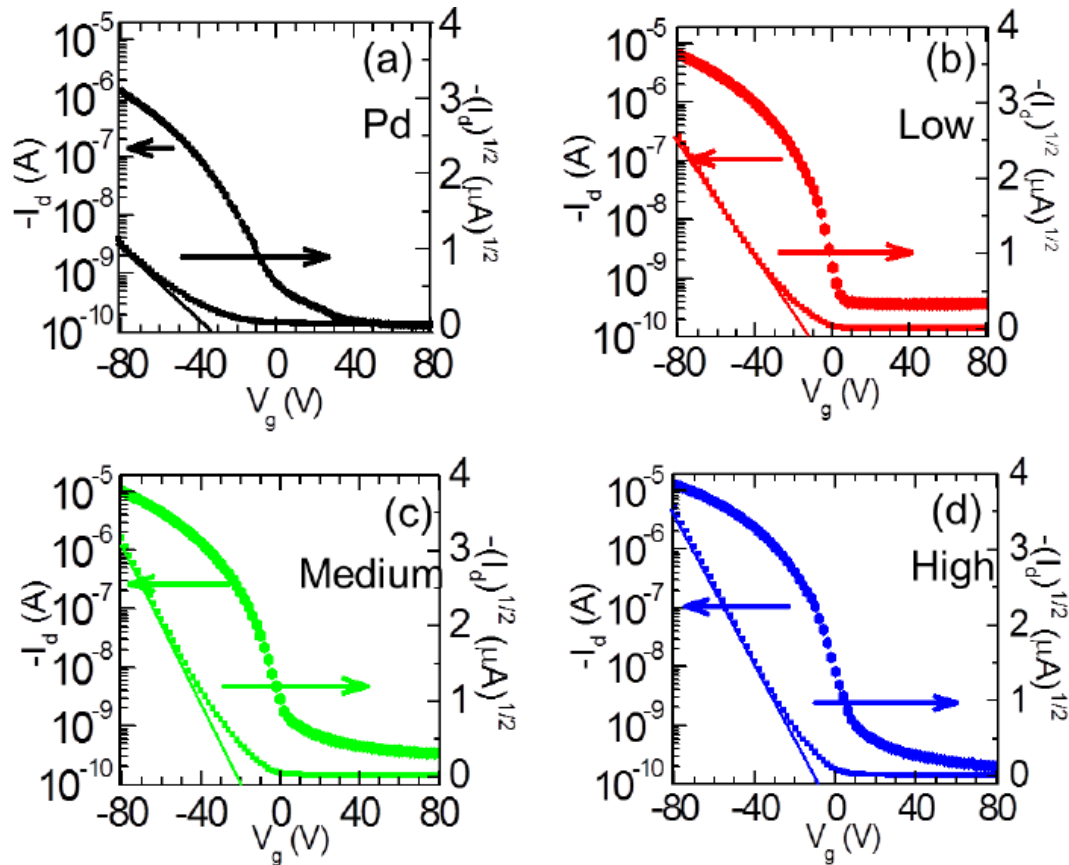 (a)
Pd
-I_d (A)
10^-5
10^-6
10^-7
10^-8
10^-9
10^-10
4
3
2
1
0
-(I_d)^1/2 (μA)^1/2
-80 -40 0 40 80
V_g (V)
(b)
Low
-I_d (A)
10^-5
10^-6
10^-7
10^-8
10^-9
10^-10
4
3
2
1
0
-(I_d)^1/2 (μA)^1/2
-80 -40 0 40 80
V_g (V)
(c)
Medium
-I_d (A)
10^-5
10^-6
10^-7
10^-8
10^-9
10^-10
4
3
2
1
0
-(I_d)^1/2 (μA)^1/2
-80 -40 0 40 80
V_g (V)
(d)
High
-I_d (A)
10^-5
10^-6
10^-7
10^-8
10^-9
10^-10
4
3
2
1
0
-(I_d)^1/2 (μA)^1/2
-80 -40 0 40 80
V_g (V)